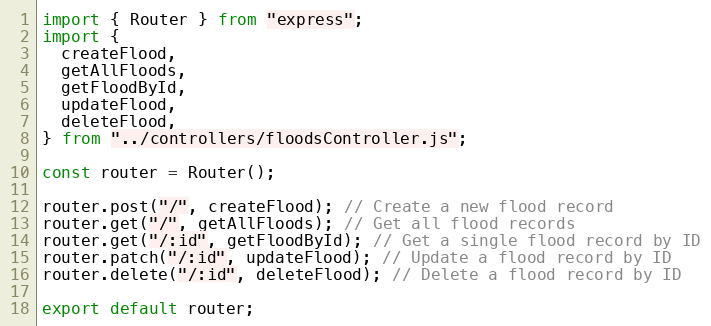 1 import { Router } from "express";
2 import {
3   createFlood,
4   getAllFloods,
5   getFloodById,
6   updateFlood,
7   deleteFlood,
8 } from "../controllers/floodsController.js";
9
10 const router = Router();
11
12 router.post("/", createFlood); // Create a new flood record
13 router.get("/", getAllFloods); // Get all flood records
14 router.get("/:id", getFloodById); // Get a single flood record by ID
15 router.patch("/:id", updateFlood); // Update a flood record by ID
16 router.delete("/:id", deleteFlood); // Delete a flood record by ID
17
18 export default router;